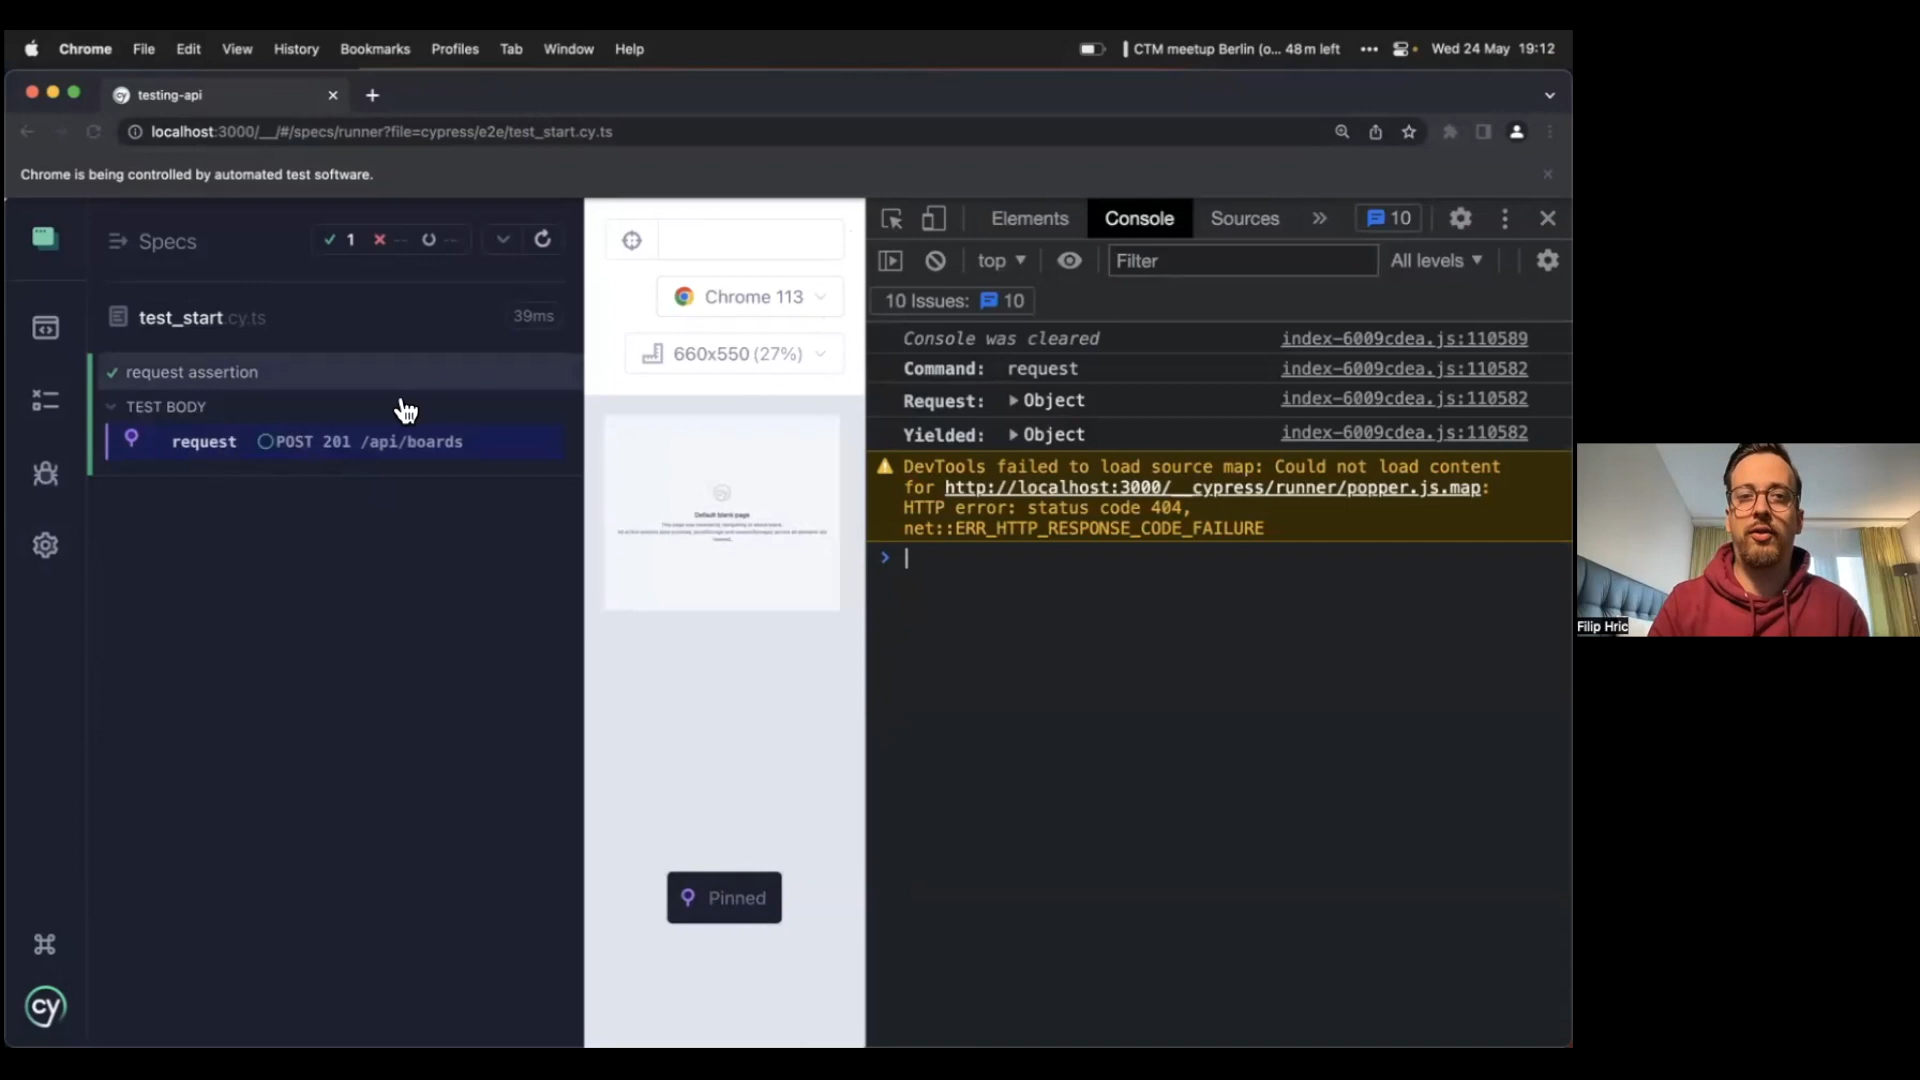 Chrome File Edit View History Bookmarks Profiles Tab Window Help
CTM meetup Berlin (o... 48 m left ••• Wed 24 May 19:12
testing-api
localhost:3000/__/#/specs/runner?file=cypress/e2e/test_start.cy.ts
Chrome is being controlled by automated test software.
Specs
1 -- --
test_start.cy.ts 39ms
request assertion
TEST BODY
request POST 201 /api/boards
cy
Chrome 113
660x550 (27%)
Default blank page
Pinned
Elements Console Sources » 10
top Filter All levels
10 Issues: 10
Console was cleared index-6009cdea.js:110589
Command: request index-6009cdea.js:110582
Request: Object index-6009cdea.js:110582
Yielded: Object index-6009cdea.js:110582
DevTools failed to load source map: Could not load content
for http://localhost:3000/__cypress/runner/popper.js.map:
HTTP error: status code 404,
net::ERR_HTTP_RESPONSE_CODE_FAILURE
>
Filip Hric